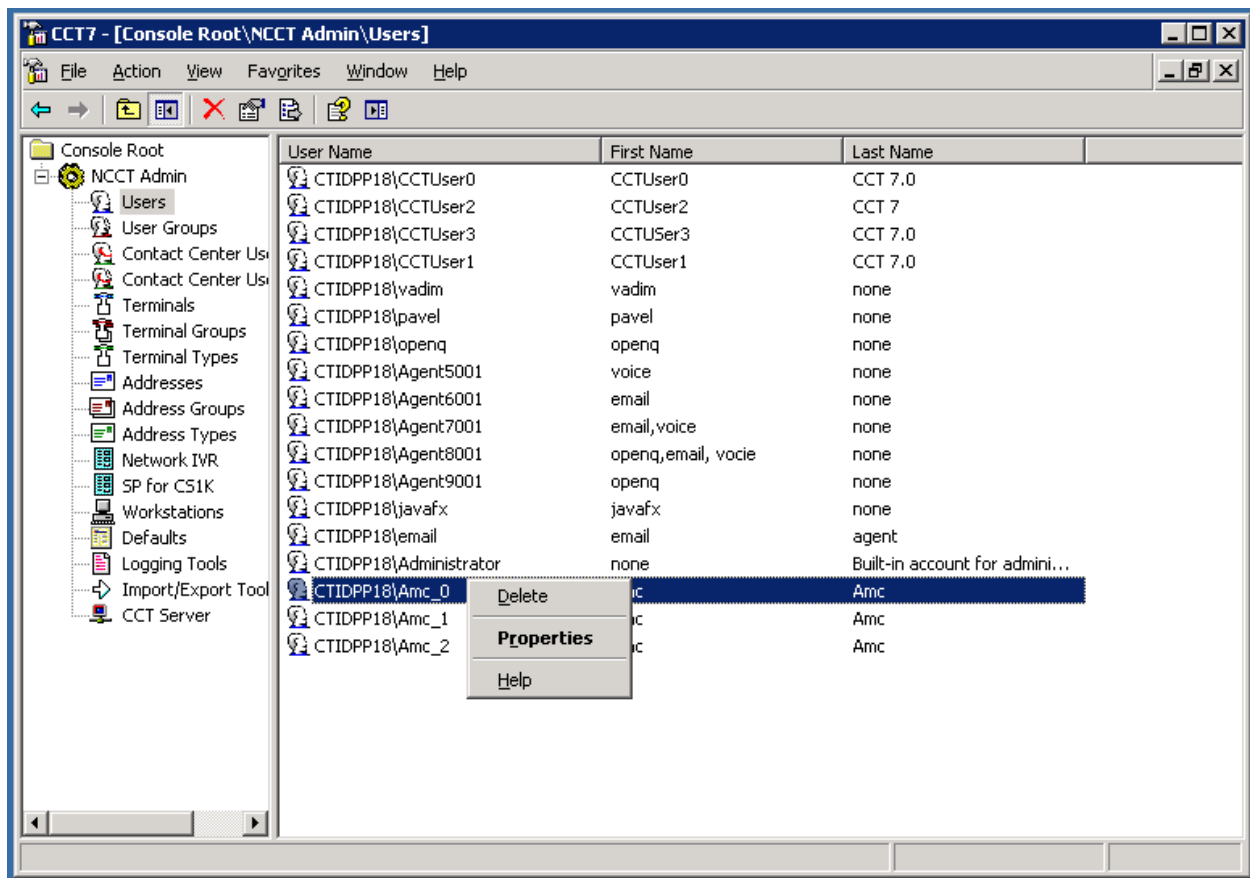 CCT7 - [Console Root\NCCT Admin\Users]
File Action View Favorites Window Help
Console Root
NCCT Admin
Users
User Groups
Contact Center Us
Contact Center Us
Terminals
Terminal Groups
Terminal Types
Addresses
Address Groups
Address Types
Network IVR
SP for CS1K
Workstations
Defaults
Logging Tools
Import/Export Tool
CCT Server
User Name First Name Last Name
CTIDPP18\CCTUser0 CCTUser0 CCT 7.0
CTIDPP18\CCTUser2 CCTUser2 CCT 7
CTIDPP18\CCTUser3 CCTUSer3 CCT 7.0
CTIDPP18\CCTUser1 CCTUser1 CCT 7.0
CTIDPP18\vadim vadim none
CTIDPP18\pavel pavel none
CTIDPP18\openq openq none
CTIDPP18\Agent5001 voice none
CTIDPP18\Agent6001 email none
CTIDPP18\Agent7001 email,voice none
CTIDPP18\Agent8001 openq,email, vocie none
CTIDPP18\Agent9001 openq none
CTIDPP18\javafx javafx none
CTIDPP18\email email agent
CTIDPP18\Administrator none Built-in account for admini...
CTIDPP18\Amc_0 Amc
CTIDPP18\Amc_1 Amc
CTIDPP18\Amc_2 Amc
Delete
Properties
Help